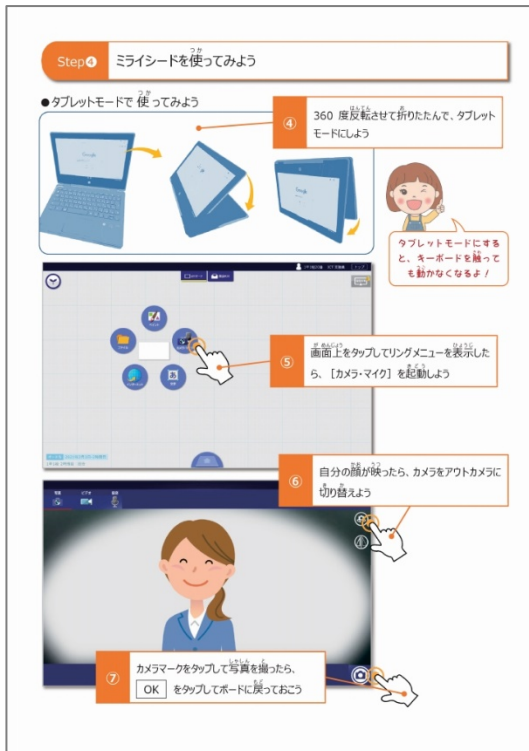 Step❹ ミライシードを使ってみよう
●タブレットモードで使ってみよう
④
360 度反転させて折りたたんで、タブレット
モードにしよう
タブレットモードにする
と、キーボードを触って
も動かなくなるよ！
⑤
画面上をタップしてリングメニューを表示した
ら、［カメラ・マイク］を起動しよう
⑥
自分の顔が映ったら、カメラをアウトカメラに
切り替えよう
⑦
カメラマークをタップして写真を撮ったら、
OK をタップしてボードに戻っておこう